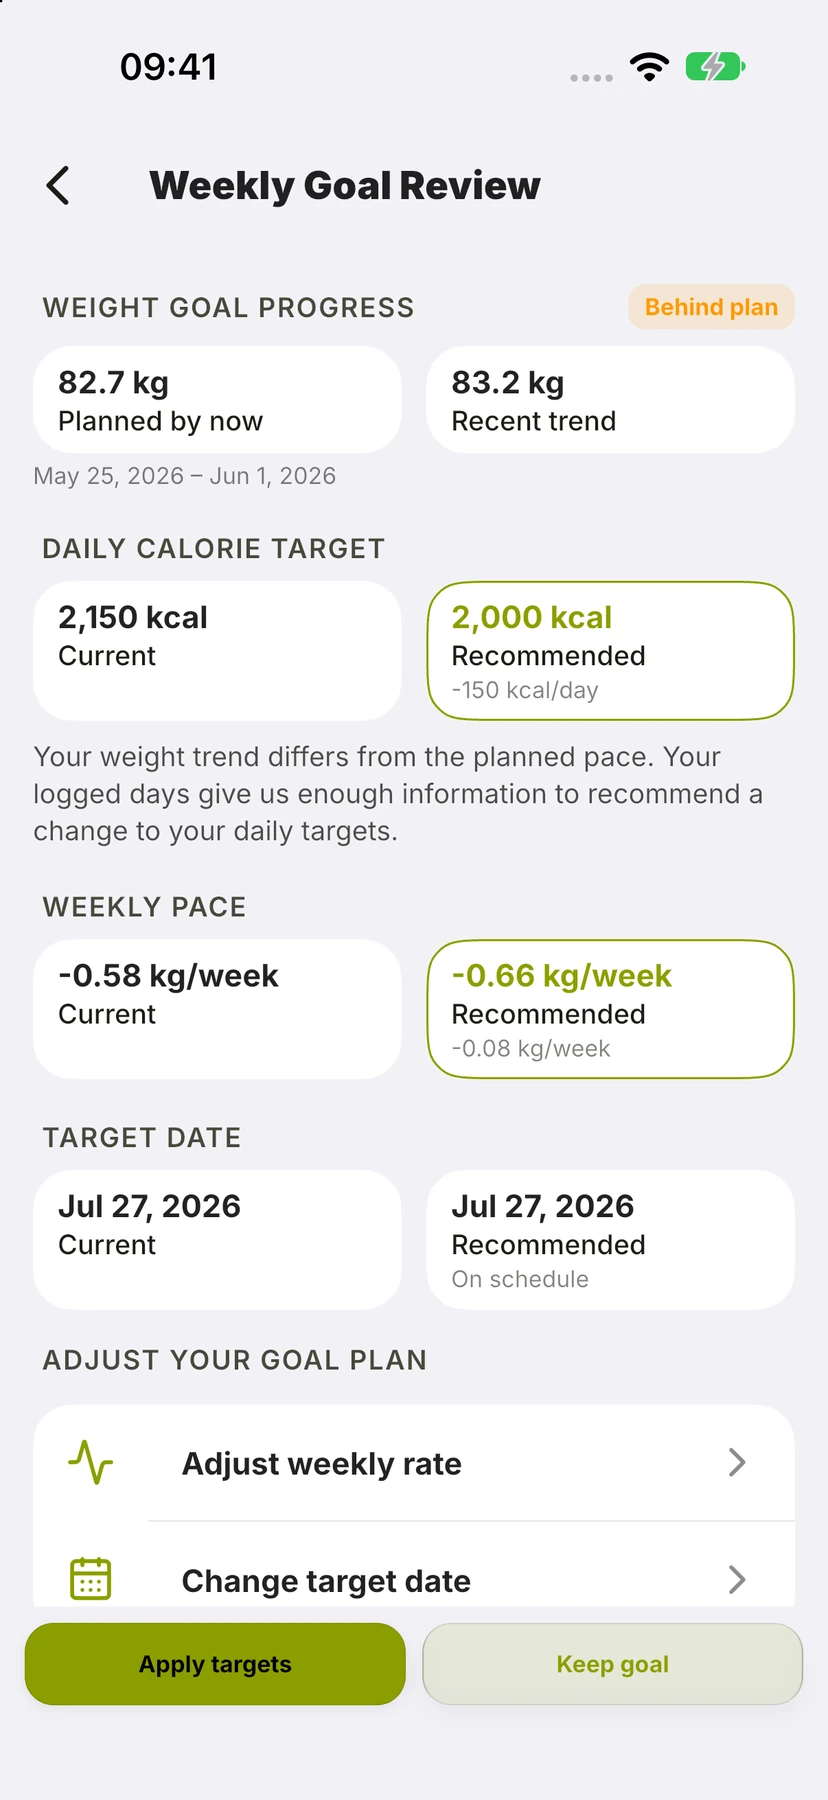 09:41
Weekly Goal Review
WEIGHT GOAL PROGRESS
Behind plan
82.7 kg
Planned by now
83.2 kg
Recent trend
May 25, 2026 – Jun 1, 2026
DAILY CALORIE TARGET
2,150 kcal
Current
2,000 kcal
Recommended
-150 kcal/day
Your weight trend differs from the planned pace. Your
logged days give us enough information to recommend a
change to your daily targets.
WEEKLY PACE
-0.58 kg/week
Current
-0.66 kg/week
Recommended
-0.08 kg/week
TARGET DATE
Jul 27, 2026
Current
Jul 27, 2026
Recommended
On schedule
ADJUST YOUR GOAL PLAN
Adjust weekly rate
Change target date
Apply targets
Keep goal